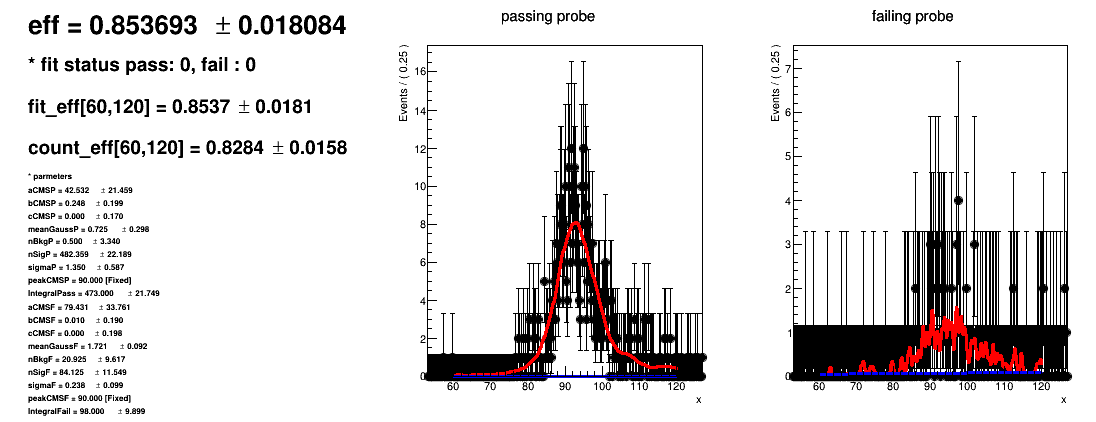 eff = 0.853693 ± 0.018084
* fit status pass: 0, fail : 0
fit_eff[60,120] = 0.8537 ± 0.0181
count_eff[60,120] = 0.8284 ± 0.0158
* parmeters
aCMSP = 42.532 ± 21.459
bCMSP = 0.248 ± 0.199
cCMSP = 0.000 ± 0.170
meanGaussP = 0.725 ± 0.298
nBkgP = 0.500 ± 3.340
nSigP = 482.359 ± 22.189
sigmaP = 1.350 ± 0.587
peakCMSP = 90.000 [Fixed]
IntegralPass = 473.000 ± 21.749
aCMSF = 79.431 ± 33.761
bCMSF = 0.010 ± 0.190
cCMSF = 0.000 ± 0.198
meanGaussF = 1.721 ± 0.092
nBkgF = 20.925 ± 9.617
nSigF = 84.125 ± 11.549
sigmaF = 0.238 ± 0.099
peakCMSF = 90.000 [Fixed]
IntegralFail = 98.000 ± 9.899
passing probe
Events / ( 0.25 )
16
14
12
10
8
6
4
2
0
60 70 80 90 100 110 120
x
failing probe
Events / ( 0.25 )
7
6
5
4
3
2
1
0
60 70 80 90 100 110 120
x